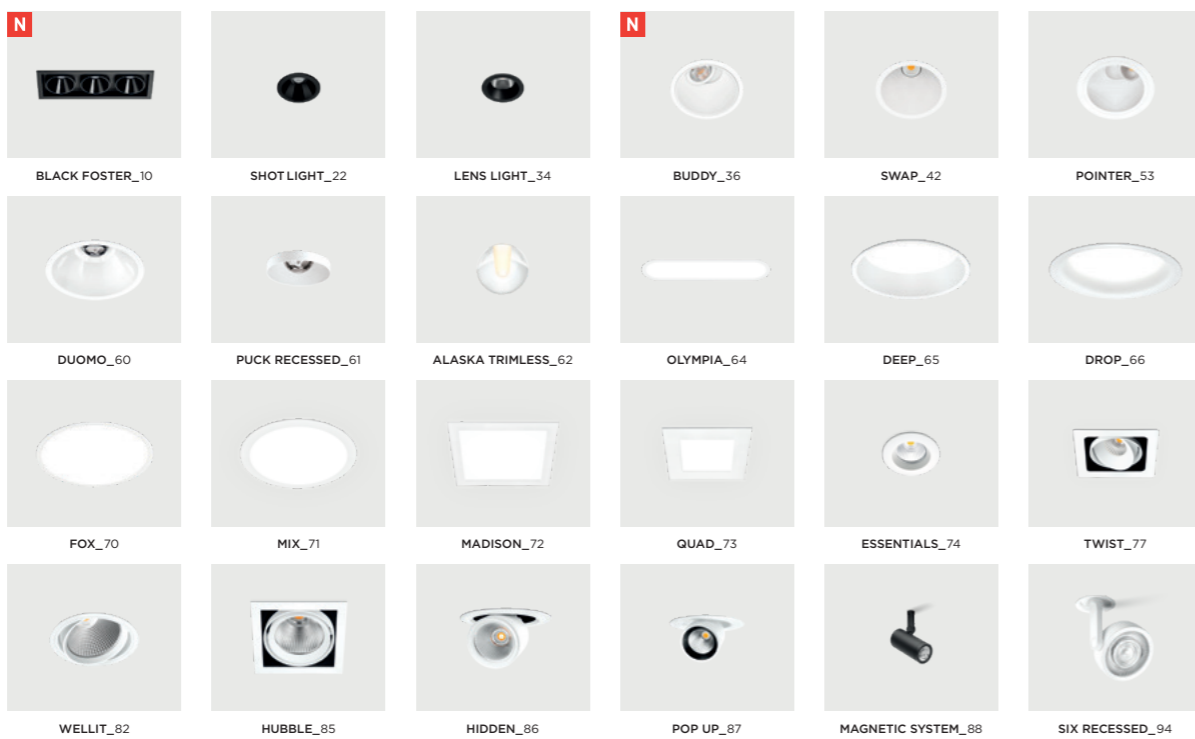 N
N
BLACK FOSTER_10
SHOT LIGHT_22
LENS LIGHT_34
BUDDY_36
SWAP_42
POINTER_53
DUOMO_60
PUCK RECESSED_61
ALASKA TRIMLESS_62
OLYMPIA_64
DEEP_65
DROP_66
FOX_70
MIX_71
MADISON_72
QUAD_73
ESSENTIALS_74
TWIST_77
WELLIT_82
HUBBLE_85
HIDDEN_86
POP UP_87
MAGNETIC SYSTEM_88
SIX RECESSED_94